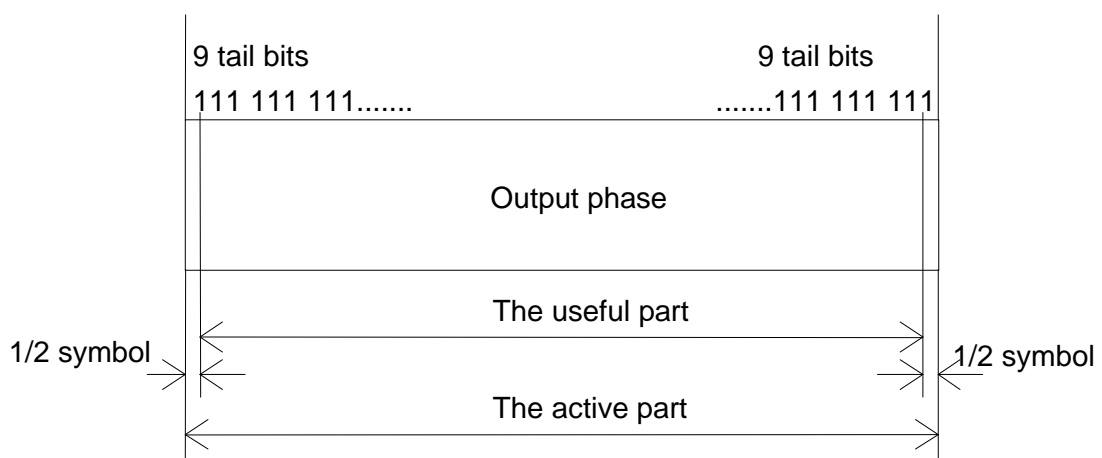 9 tail bits 9 tail bits
111 111 111....... .......111 111 111
Output phase
The useful part
1/2 symbol 1/2 symbol
The active part